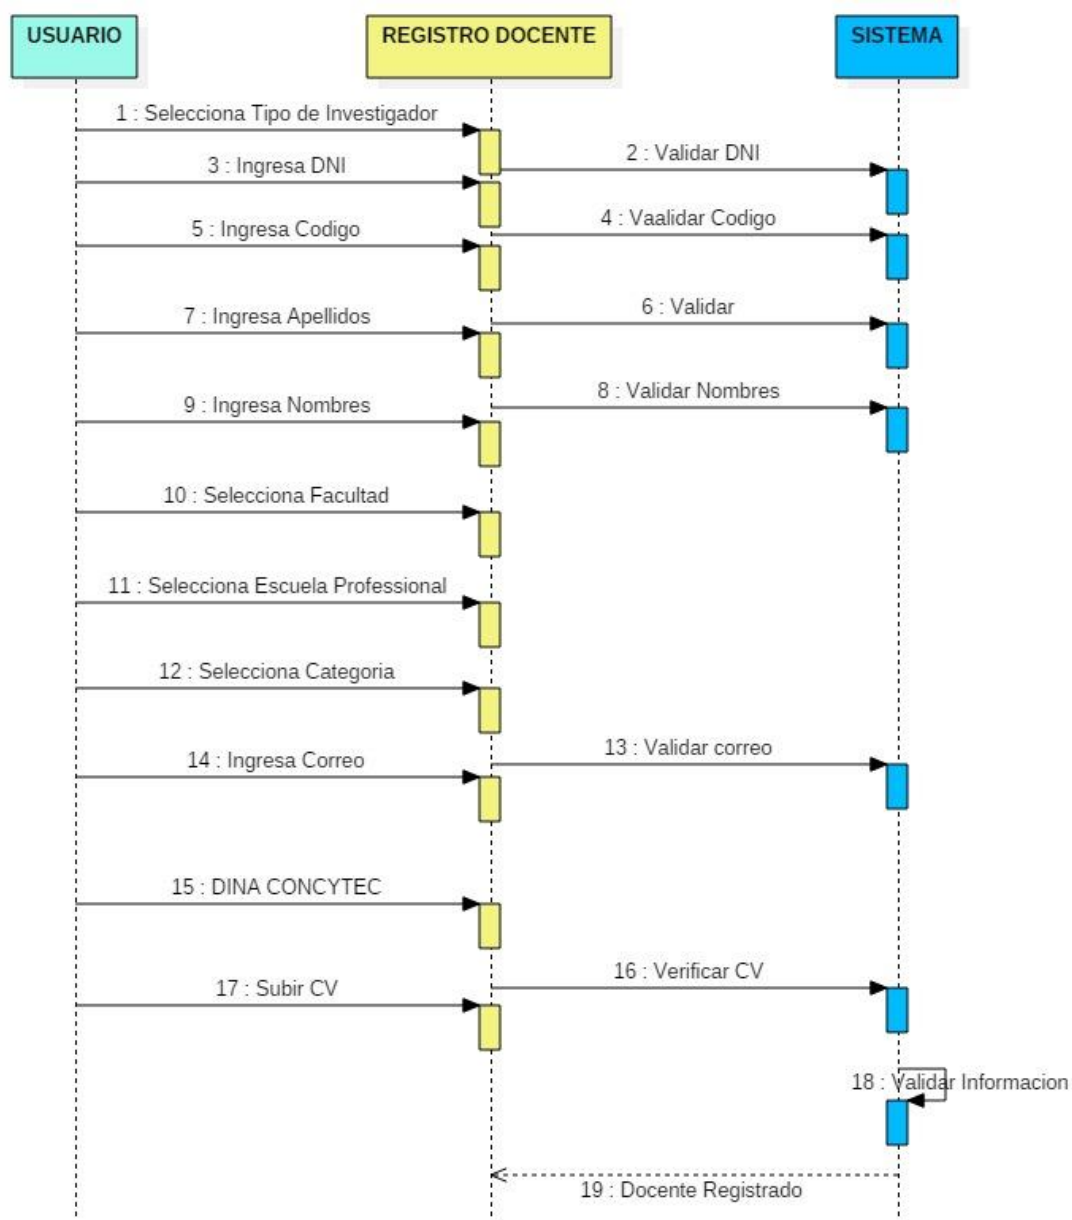 USUARIO
REGISTRO DOCENTE
SISTEMA
1 : Selecciona Tipo de Investigador
2 : Validar DNI
3 : Ingresa DNI
4 : Vaalidar Codigo
5 : Ingresa Codigo
6 : Validar
7 : Ingresa Apellidos
8 : Validar Nombres
9 : Ingresa Nombres
10 : Selecciona Facultad
11 : Selecciona Escuela Professional
12 : Selecciona Categoria
13 : Validar correo
14 : Ingresa Correo
15 : DINA CONCYTEC
16 : Verificar CV
17 : Subir CV
18 : Validar Informacion
19 : Docente Registrado